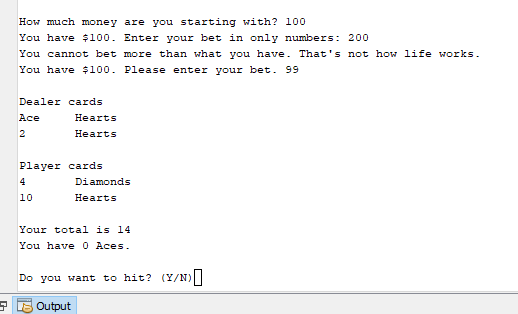 How much money are you starting with? 100
You have $100. Enter your bet in only numbers: 200
You cannot bet more than what you have. That's not how life works.
You have $100. Please enter your bet. 99
Dealer cards
Ace Hearts
2 Hearts
Player cards
4 Diamonds
10 Hearts
Your total is 14
You have 0 Aces.
Do you want to hit? (Y/N)
Output